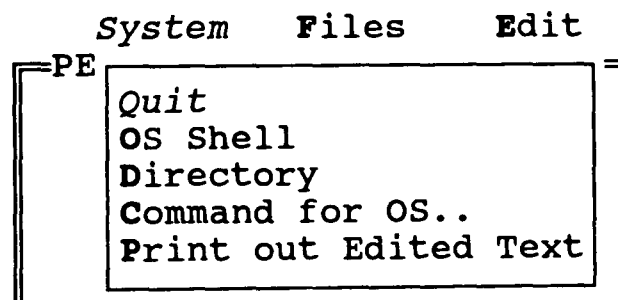 System Files Edit
PE
Quit
OS Shell
Directory
Command for OS..
Print out Edited Text